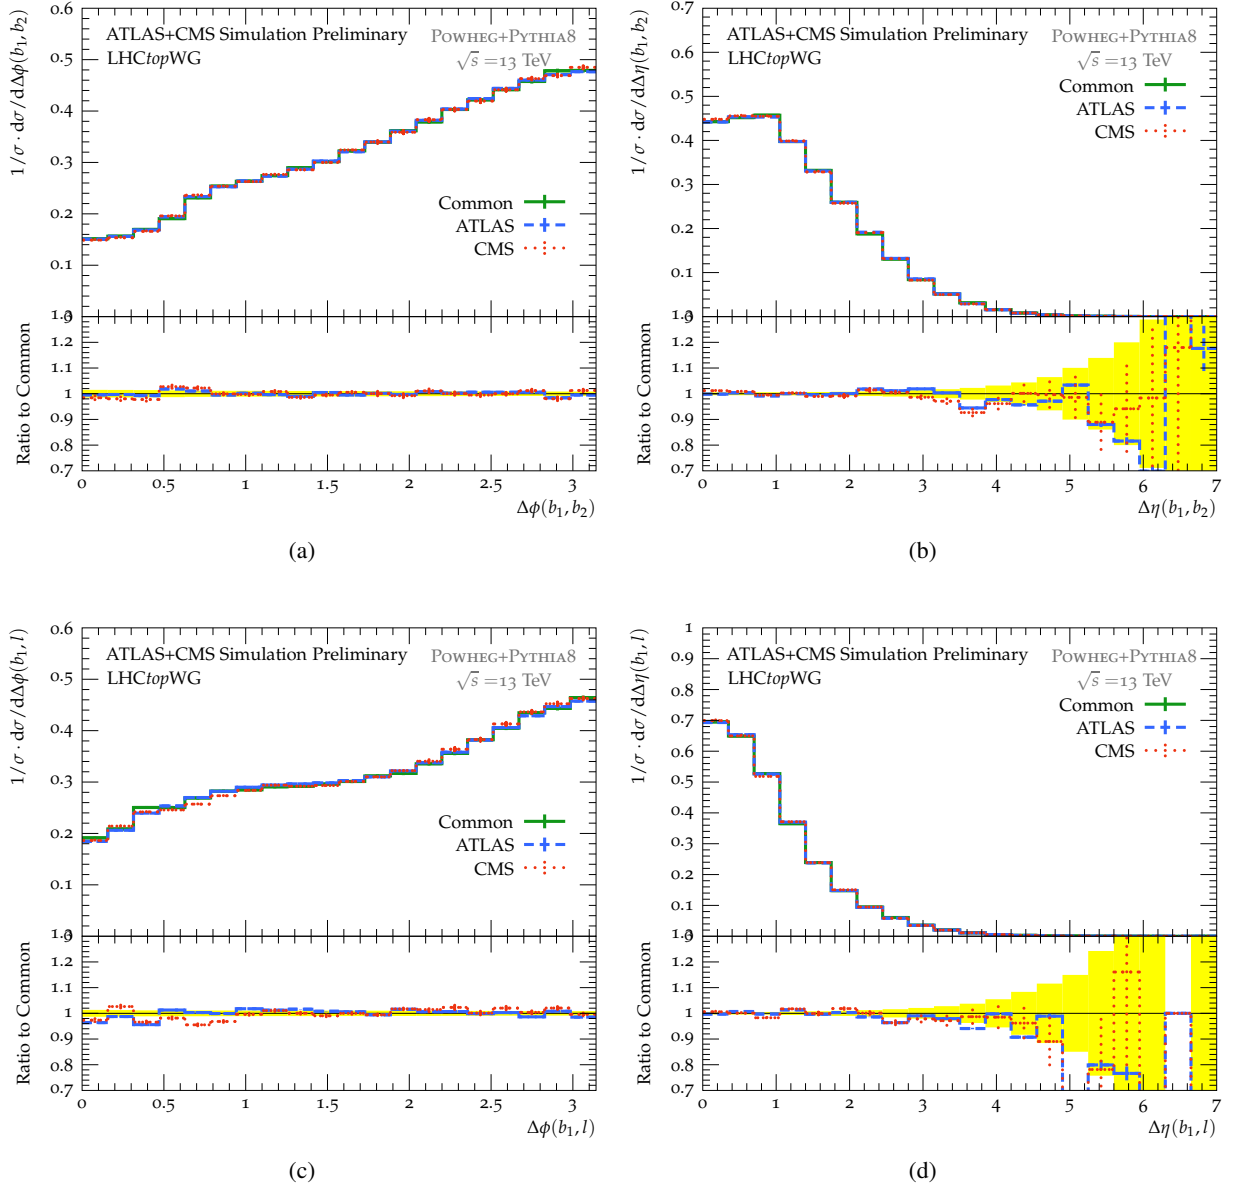 ATLAS+CMS Simulation Preliminary
LHCtopWG
POWHEG+PYTHIA8
√s =13 TeV
Common
ATLAS
CMS
0.6
0.5
0.4
0.3
0.2
0.1
1/σ · dσ/dΔϕ(b₁, b₂)
1.3
1.2
1.1
1
0.9
0.8
0.7
Ratio to Common
0 0.5 1 1.5 2 2.5 3
Δϕ(b₁, b₂)
(a)
ATLAS+CMS Simulation Preliminary
LHCtopWG
POWHEG+PYTHIA8
√s =13 TeV
Common
ATLAS
CMS
0.7
0.6
0.5
0.4
0.3
0.2
0.1
1/σ · dσ/dΔη(b₁, b₂)
1.3
1.2
1.1
1
0.9
0.8
0.7
Ratio to Common
0 1 2 3 4 5 6 7
Δη(b₁, b₂)
(b)
ATLAS+CMS Simulation Preliminary
LHCtopWG
POWHEG+PYTHIA8
√s =13 TeV
Common
ATLAS
CMS
0.6
0.5
0.4
0.3
0.2
0.1
1/σ · dσ/dΔϕ(b₁, l)
1.3
1.2
1.1
1
0.9
0.8
0.7
Ratio to Common
0 0.5 1 1.5 2 2.5 3
Δϕ(b₁, l)
(c)
ATLAS+CMS Simulation Preliminary
LHCtopWG
POWHEG+PYTHIA8
√s =13 TeV
Common
ATLAS
CMS
1
0.9
0.8
0.7
0.6
0.5
0.4
0.3
0.2
0.1
1/σ · dσ/dΔη(b₁, l)
1.3
1.2
1.1
1
0.9
0.8
0.7
Ratio to Common
0 1 2 3 4 5 6 7
Δη(b₁, l)
(d)